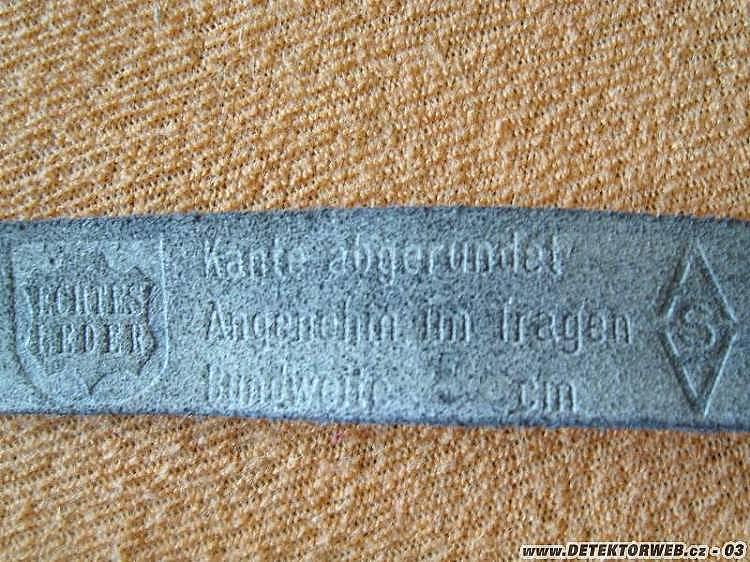 ECHTES
LEDER
Kante abgerundet
Angenehm im Tragen
Bundweite cm
S
www.DETEKTORWEB.cz - 03